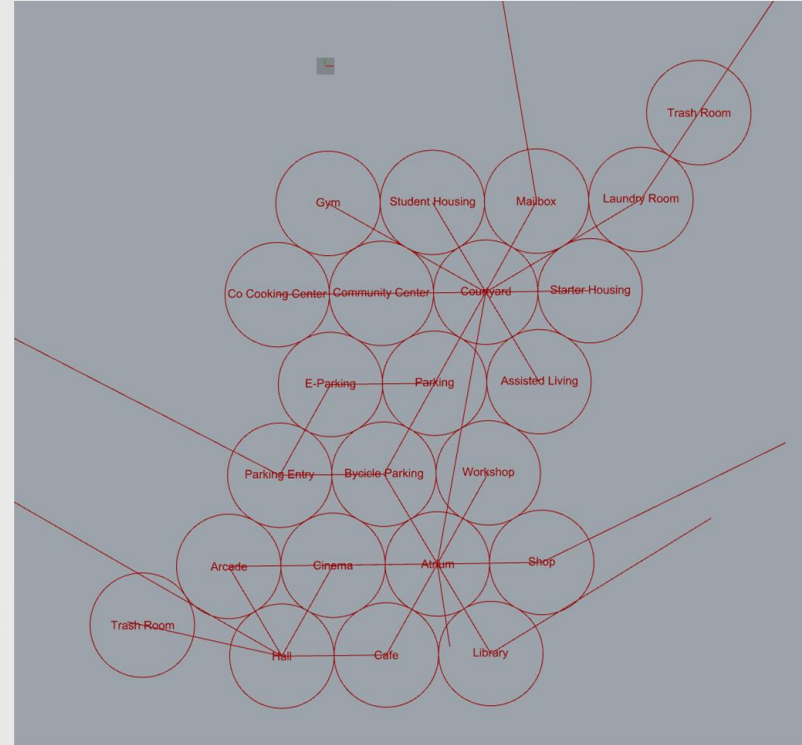 Trash Room
Gym
Student Housing
Mailbox
Laundry Room
Co Cooking Center
Community Center
Courtyard
Starter Housing
E-Parking
Parking
Assisted Living
Parking Entry
Bycicle Parking
Workshop
Arcade
Cinema
Atrium
Shop
Trash Room
Hall
Cafe
Library